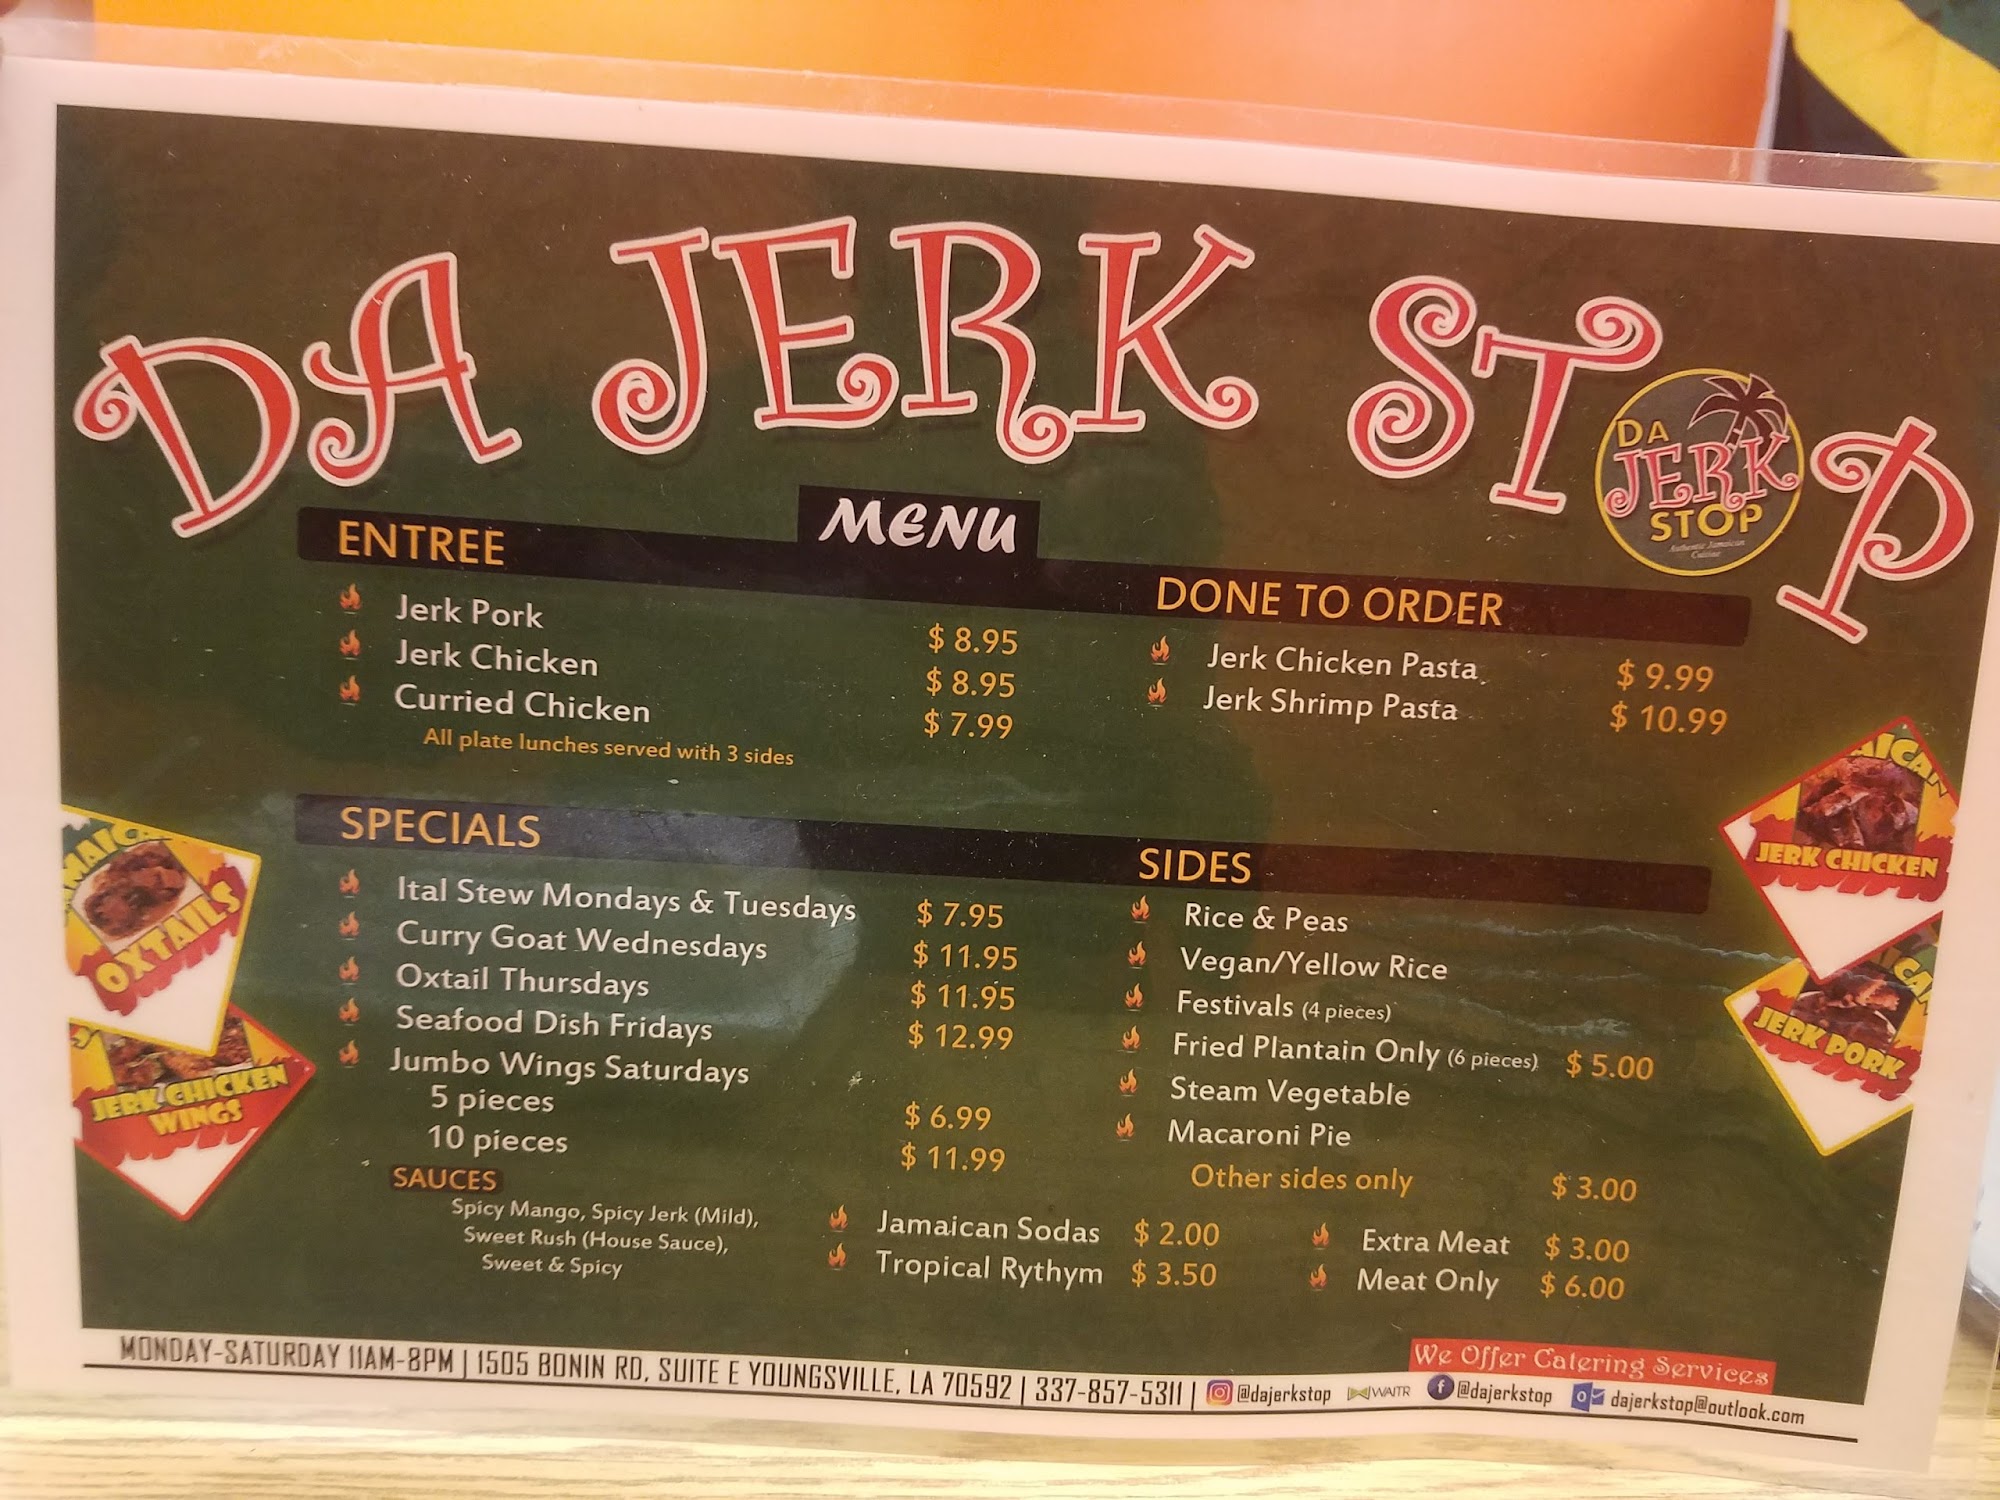 DA JERK STOP
DA
JERK
STOP
Authentic Jamaican
Cuisine
MENU
ENTREE
Jerk Pork $ 8.95
Jerk Chicken $ 8.95
Curried Chicken $ 7.99
All plate lunches served with 3 sides
DONE TO ORDER
Jerk Chicken Pasta $ 9.99
Jerk Shrimp Pasta $ 10.99
SPECIALS
Ital Stew Mondays & Tuesdays $ 7.95
Curry Goat Wednesdays $ 11.95
Oxtail Thursdays $ 11.95
Seafood Dish Fridays $ 12.99
Jumbo Wings Saturdays
5 pieces $ 6.99
10 pieces $ 11.99
SAUCES
Spicy Mango, Spicy Jerk (Mild),
Sweet Rush (House Sauce),
Sweet & Spicy
SIDES
Rice & Peas
Vegan/Yellow Rice
Festivals (4 pieces)
Fried Plantain Only (6 pieces) $ 5.00
Steam Vegetable
Macaroni Pie
Other sides only $ 3.00
Jamaican Sodas $ 2.00
Tropical Rythym $ 3.50
Extra Meat $ 3.00
Meat Only $ 6.00
AMAICA
OXTAILS
JERK CHICKEN
WINGS
AICAN
JERK CHICKEN
ICAN
JERK PORK
We Offer Catering Services
MONDAY-SATURDAY 11AM-8PM | 1505 BONIN RD, SUITE E YOUNGSVILLE, LA 70592 | 337-857-5311 | @dajerkstop WAITR @dajerkstop dajerkstop@outlook.com